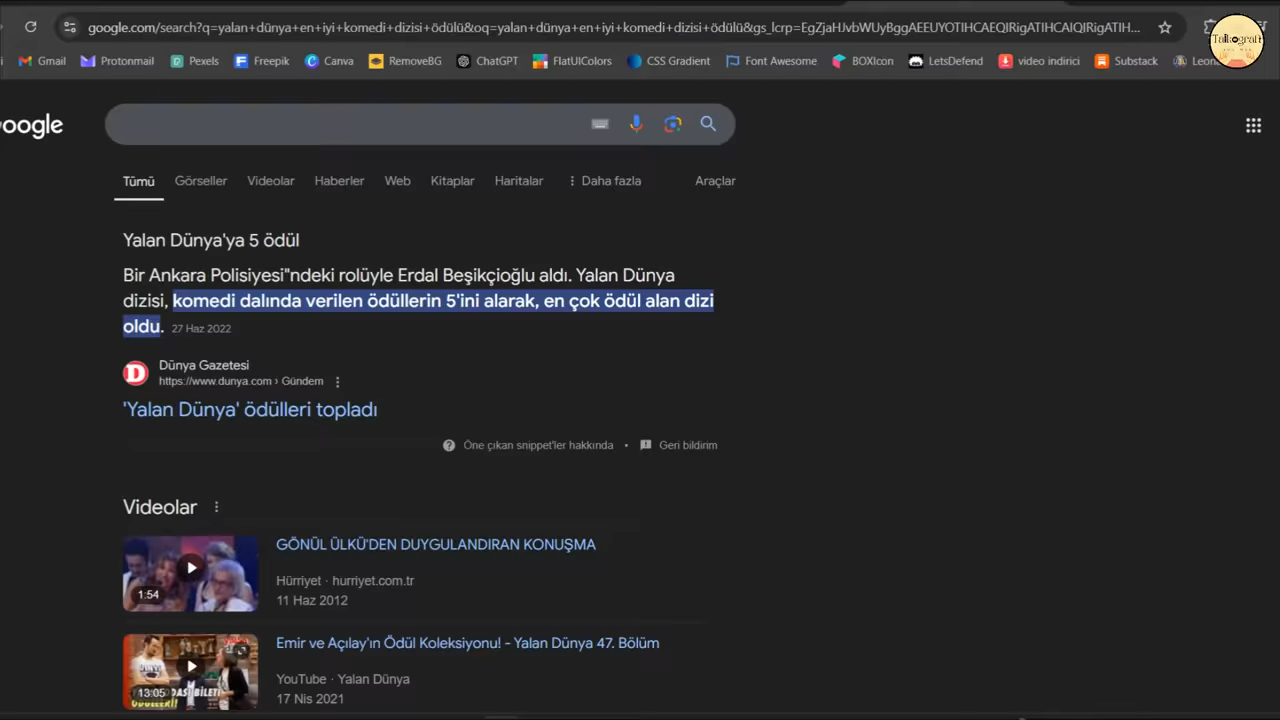 google.com/search?q=yalan+dünya+en+iyi+komedi+dizisi+ödülü&oq=yalan+dünya+en+iyi+komedi+dizisi+ödülü&gs_lcrp=EgZjaHJvbWUyBggAEEUYOTIHCAEQIRigATIHCAIQIRigATIH...
Gmail Protonmail Pexels Freepik Canva RemoveBG ChatGPT FlatUIColors CSS Gradient Font Awesome BOXIcon LetsDefend video indirici Substack
oogle
Tümü Görseller Videolar Haberler Web Kitaplar Haritalar Daha fazla Araçlar
Yalan Dünya'ya 5 ödül
Bir Ankara Polisiyesi"ndeki rolüyle Erdal Beşikçioğlu aldı. Yalan Dünya
dizisi, komedi dalında verilen ödüllerin 5'ini alarak, en çok ödül alan dizi
oldu. 27 Haz 2022
Dünya Gazetesi
https://www.dunya.com › Gündem
'Yalan Dünya' ödülleri topladı
Öne çıkan snippet'ler hakkında • Geri bildirim
Videolar
GÖNÜL ÜLKÜ'DEN DUYGULANDIRAN KONUŞMA
Hürriyet · hurriyet.com.tr
11 Haz 2012
1:54
Emir ve Açılay'ın Ödül Koleksiyonu! - Yalan Dünya 47. Bölüm
YouTube · Yalan Dünya
17 Nis 2021
13:05